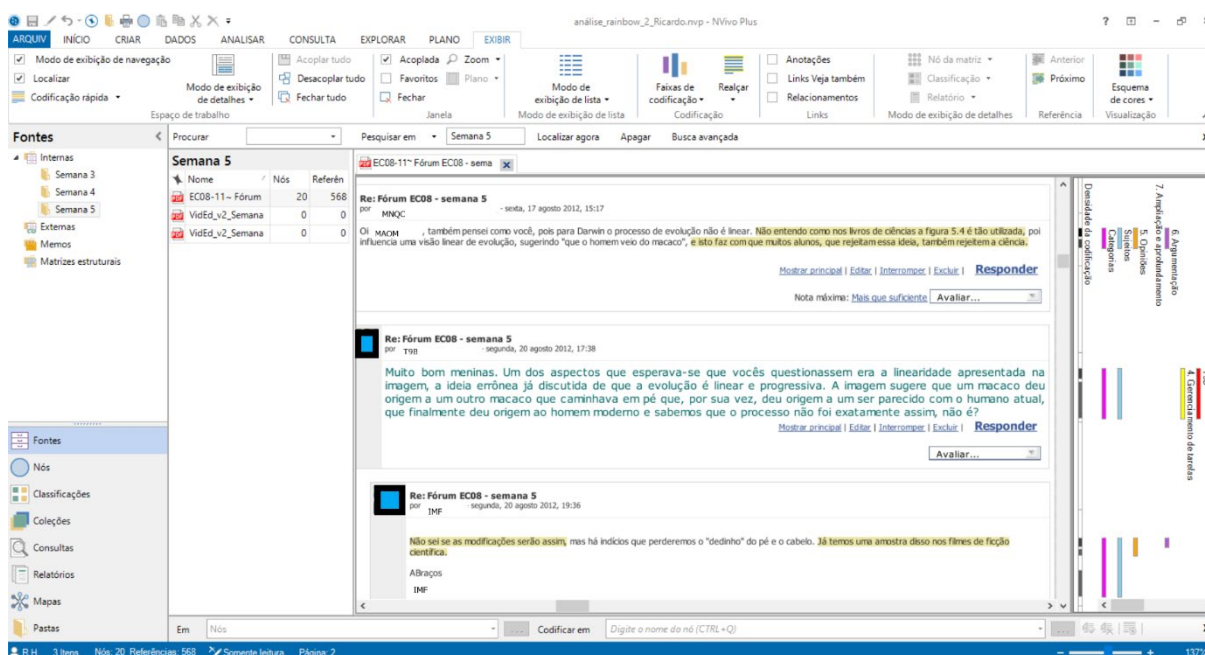 análise_rainbow_2_Ricardo.nvp - NVivo Plus
ARQUIV INÍCIO CRIAR DADOS ANALISAR CONSULTA EXPLORAR PLANO EXIBIR
Modo de exibição de navegação
Localizar
Codificação rápida
Modo de exibição de detalhes
Espaço de trabalho
Acoplar tudo
Desacoplar tudo
Fechar tudo
Acoplada Zoom
Favoritos Plano
Fechar
Janela
Modo de exibição de lista
Modo de exibição de lista
Faixas de codificação
Realçar
Codificação
Anotações
Links Veja também
Relacionamentos
Links
Nó da matriz
Classificação
Relatório
Modo de exibição de detalhes
Anterior
Próximo
Referência
Esquema de cores
Visualização
Fontes
Procurar Pesquisar em Semana 5 Localizar agora Apagar Busca avançada
Internas
Semana 3
Semana 4
Semana 5
Externas
Memos
Matrizes estruturais
Semana 5
Nome Nós Referên
EC08-11~ Fórum 20 568
VidEd_v2_Semana 0 0
VidEd_v2_Semana 0 0
EC08-11~ Fórum EC08 - sema
Re: Fórum EC08 - semana 5
por MNQC - sexta, 17 agosto 2012, 15:17
Oi MAOM , também pensei como você, pois para Darwin o processo de evolução não é linear. Não entendo como nos livros de ciências a figura 5.4 é tão utilizada, poi
influencia uma visão linear de evolução, sugerindo "que o homem veio do macaco", e isto faz com que muitos alunos, que rejeitam essa ideia, também rejeitem a ciência.
Mostrar principal | Editar | Interromper | Excluir | Responder
Nota máxima: Mais que suficiente Avaliar...
Re: Fórum EC08 - semana 5
por T98 - segunda, 20 agosto 2012, 17:38
Muito bom meninas. Um dos aspectos que esperava-se que vocês questionassem era a linearidade apresentada na
imagem, a ideia errônea já discutida de que a evolução é linear e progressiva. A imagem sugere que um macaco deu
origem a um outro macaco que caminhava em pé que, por sua vez, deu origem a um ser parecido com o humano atual,
que finalmente deu origem ao homem moderno e sabemos que o processo não foi exatamente assim, não é?
Mostrar principal | Editar | Interromper | Excluir | Responder
Avaliar...
Re: Fórum EC08 - semana 5
por IMF - segunda, 20 agosto 2012, 19:36
Não sei se as modificações serão assim, mas há indícios que perderemos o "dedinho" do pé e o cabelo. Já temos uma amostra disso nos filmes de ficção
científica.
ABraços
IMF
Densidade da codificação
Categorias
Sujeitos
5. Opiniões
7. Ampliação e aprofundamento
6. Argumentação
4. Gerenciamento de tarefas
Fontes
Nós
Classificações
Coleções
Consultas
Relatórios
Mapas
Pastas
Em Nós Codificar em Digite o nome do nó (CTRL+Q)
R.H 3 Itens Nós: 20 Referências: 568 Somente leitura Página: 2 137%